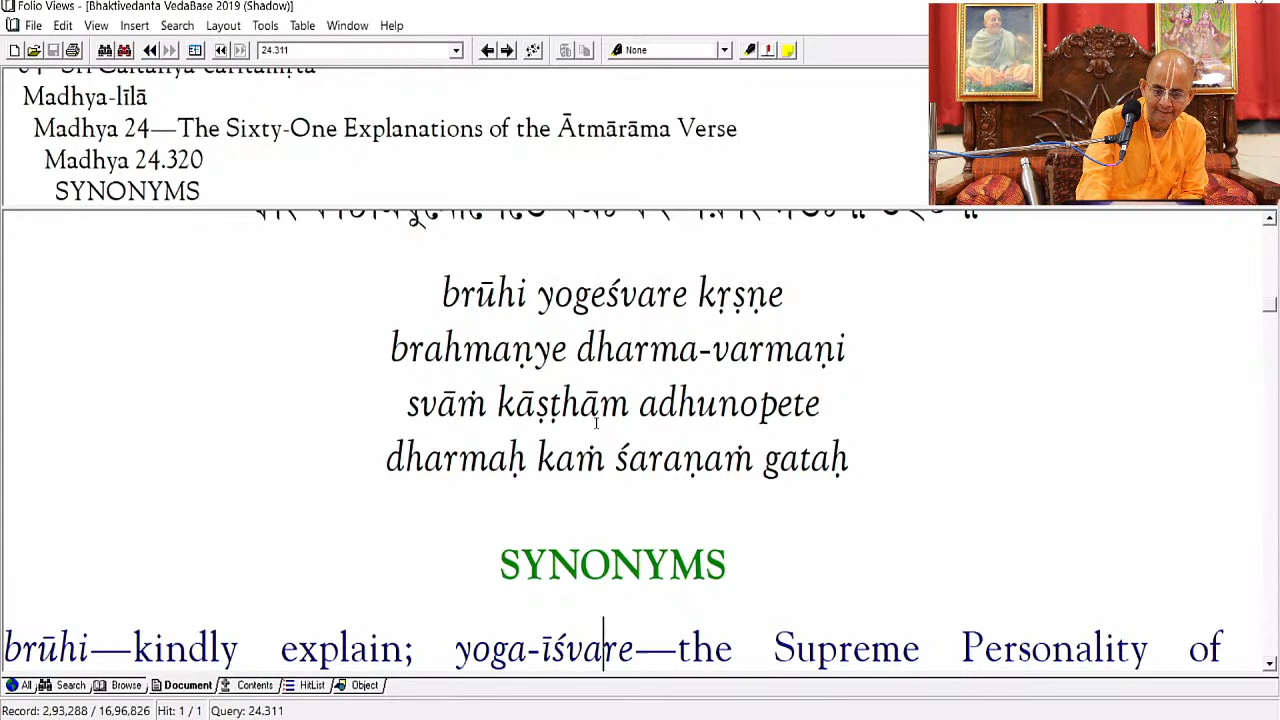 Folio Views - [Bhaktivedanta VedaBase 2019 (Shadow)]
File Edit View Insert Search Layout Tools Table Window Help
24.311
None
Śrī Caitanya-caritāmṛta
Madhya-līlā
Madhya 24—The Sixty-One Explanations of the Ātmārāma Verse
Madhya 24.320
SYNONYMS
brūhi yogeśvare kṛṣṇe
brahmaṇye dharma-varmaṇi
svāṁ kāṣṭhām adhunopete
dharmaḥ kaṁ śaraṇaṁ gataḥ
SYNONYMS
brūhi—kindly explain; yoga-īśvare—the Supreme Personality of
All Search Browse Document Contents HitList Object
Record: 2,93,288 / 16,96,826 Hit: 1 / 1 Query: 24.311